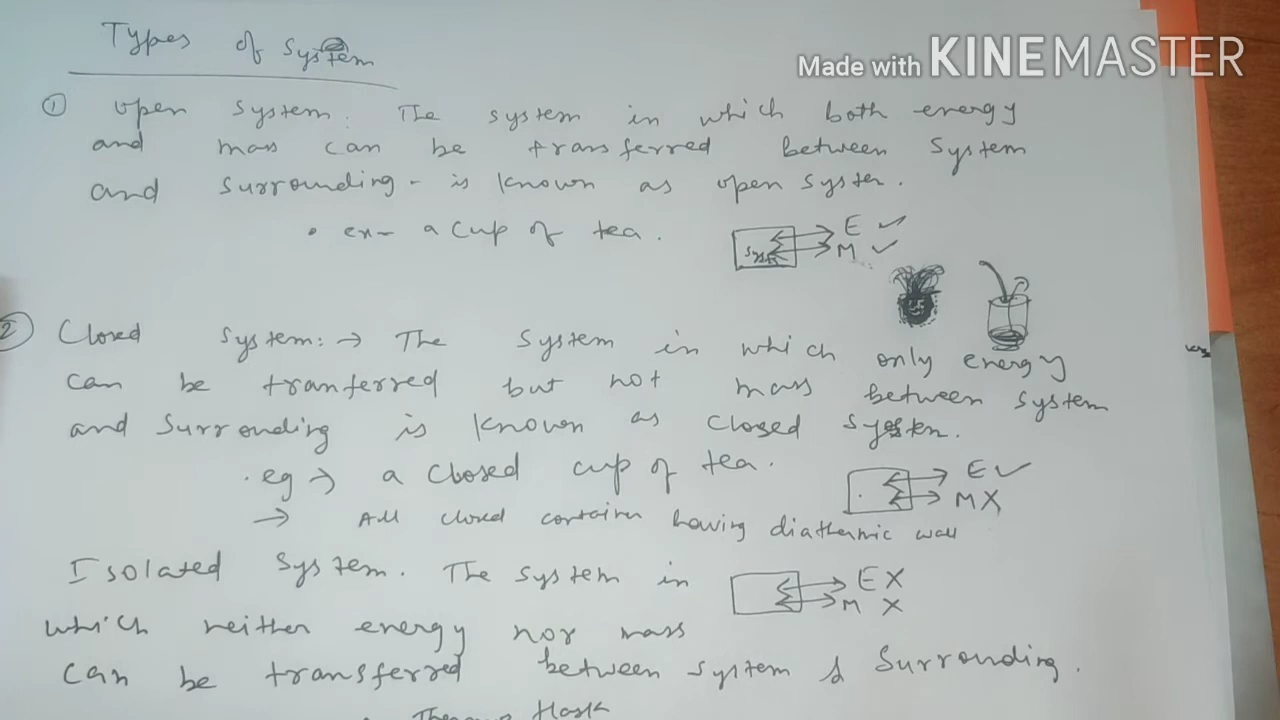 Types of System
Made with KINEMASTER
① open system: The system in which both energy
and mass can be transferred between system
and surrounding - is known as open system.
• ex- a cup of tea.
E ✓
M ✓
② Closed system: → The system in which only energy
can be tranferred but not mass between system
and surrounding is known as closed system.
. eg → a closed cup of tea.
E ✓
M X
→ All closed container having diathermic wall
Isolated system. The system in
E X
M X
which neither energy nor mass
can be transferred between system & surrounding.
flask